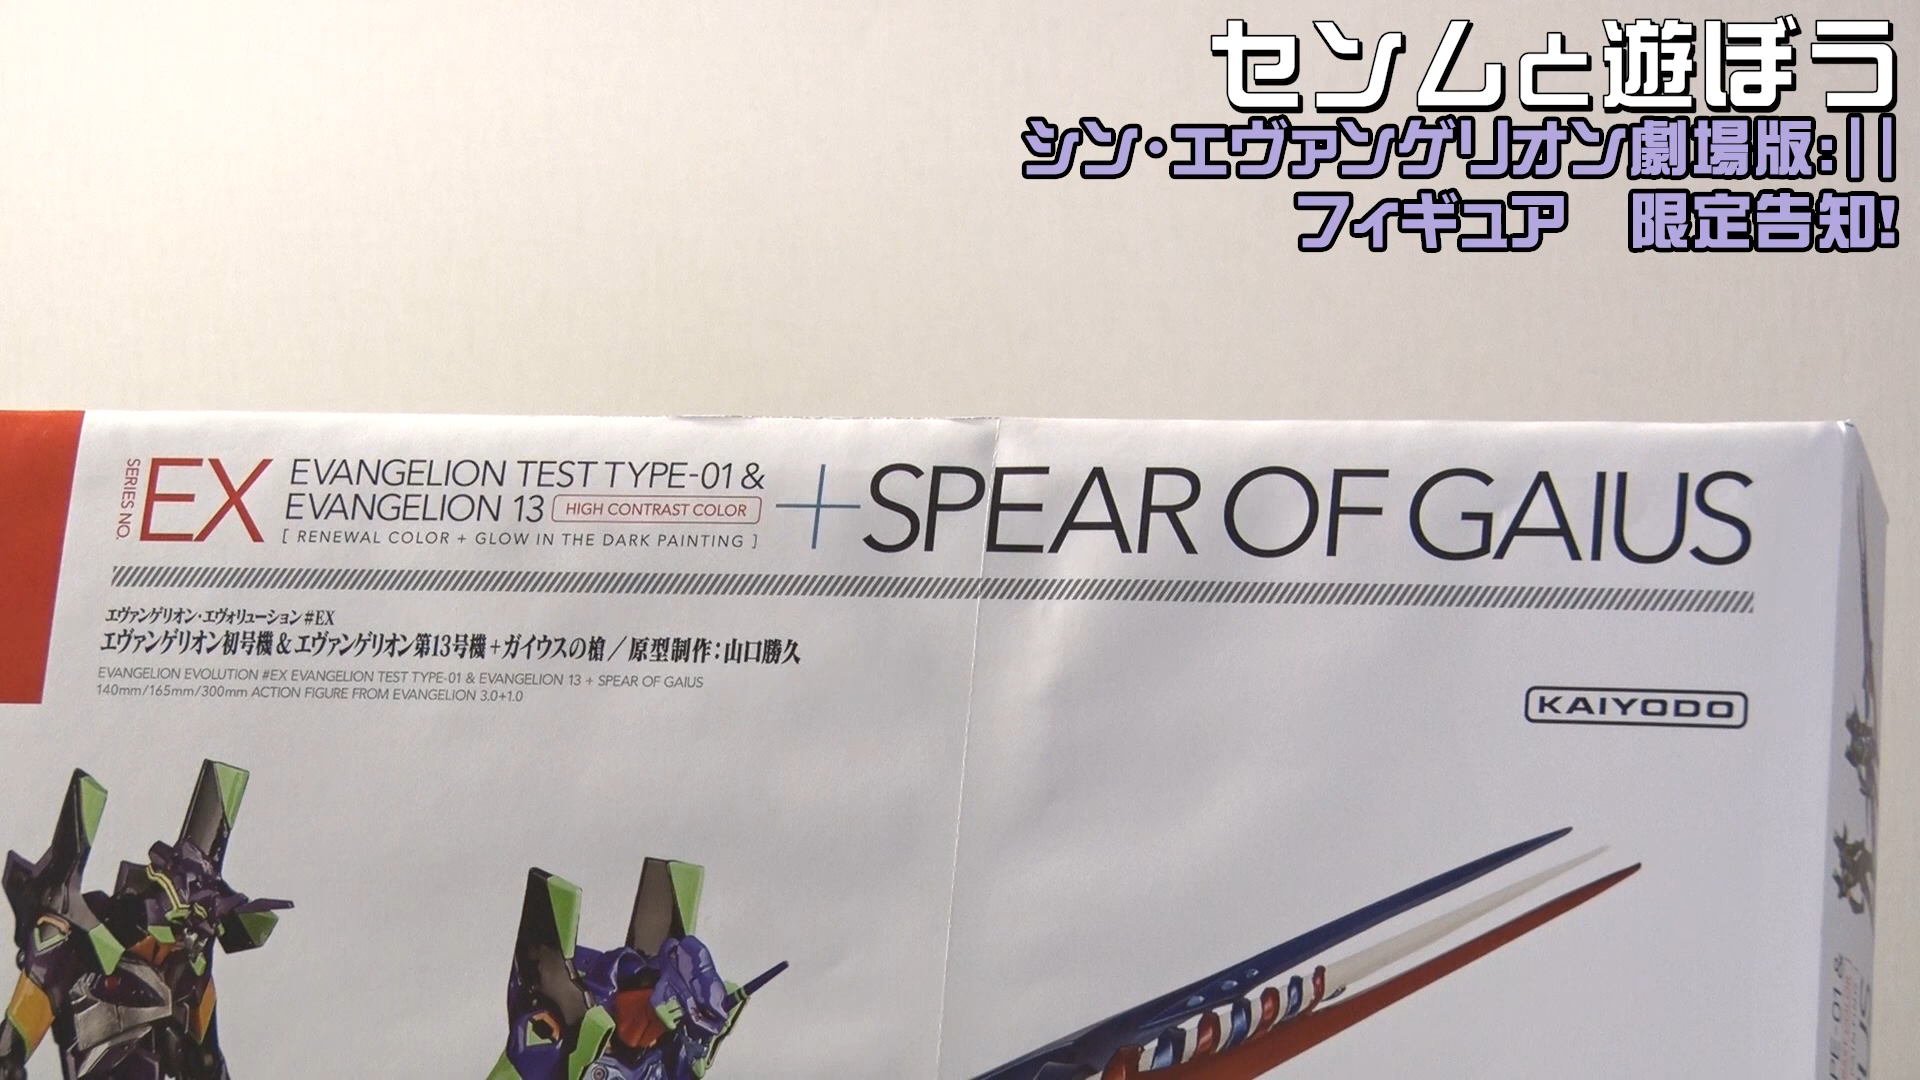 センムと遊ぼう
シン・エヴァンゲリオン劇場版:||
フィギュア　限定告知!
SERIES NO.
EX
EVANGELION TEST TYPE-01 &
EVANGELION 13 HIGH CONTRAST COLOR
[ RENEWAL COLOR + GLOW IN THE DARK PAINTING ]
+SPEAR OF GAIUS
エヴァンゲリオン・エヴォリューション#EX
エヴァンゲリオン初号機&エヴァンゲリオン第13号機+ガイウスの槍/原型制作:山口勝久
EVANGELION EVOLUTION #EX EVANGELION TEST TYPE-01 & EVANGELION 13 + SPEAR OF GAIUS
140mm/165mm/300mm ACTION FIGURE FROM EVANGELION 3.0+1.0
KAIYODO